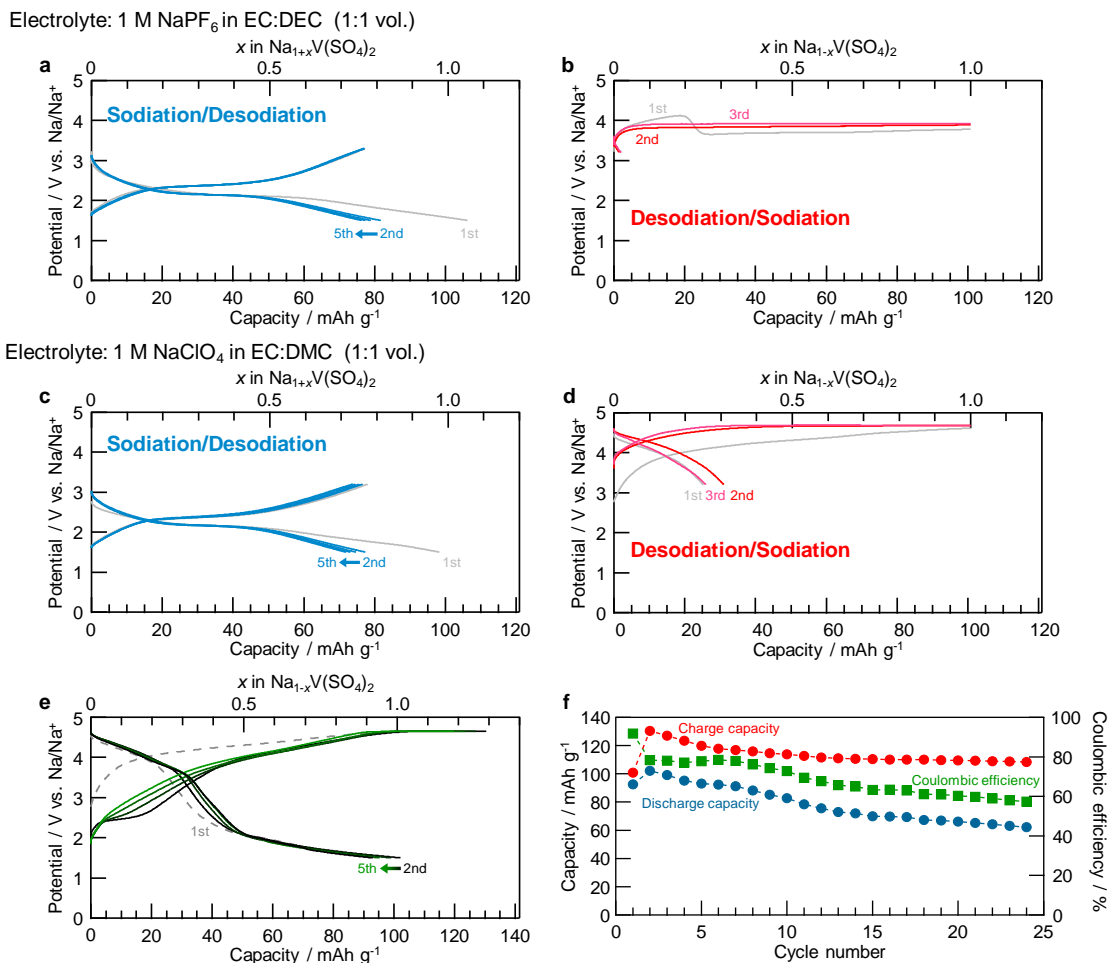 Electrolyte: 1 M NaPF6 in EC:DEC (1:1 vol.)
x in Na1+xV(SO4)2
0 0.5 1.0
a
Sodiation/Desodiation
5th 2nd
1st
Potential / V vs. Na/Na+
5
4
3
2
1
0
0 20 40 60 80 100 120
Capacity / mAh g-1
x in Na1-xV(SO4)2
0 0.5 1.0
b
1st
3rd
2nd
Desodiation/Sodiation
Potential / V vs. Na/Na+
5
4
3
2
1
0
0 20 40 60 80 100 120
Capacity / mAh g-1
Electrolyte: 1 M NaClO4 in EC:DMC (1:1 vol.)
x in Na1+xV(SO4)2
0 0.5 1.0
c
Sodiation/Desodiation
5th 2nd
1st
Potential / V vs. Na/Na+
5
4
3
2
1
0
0 20 40 60 80 100 120
Capacity / mAh g-1
x in Na1-xV(SO4)2
0 0.5 1.0
d
1st 3rd 2nd
Desodiation/Sodiation
Potential / V vs. Na/Na+
5
4
3
2
1
0
0 20 40 60 80 100 120
Capacity / mAh g-1
x in Na1-xV(SO4)2
0 0.5 1.0
e
1st
5th 2nd
Potential / V vs. Na/Na+
5
4
3
2
1
0
0 20 40 60 80 100 120 140
Capacity / mAh g-1
f
Charge capacity
Coulombic efficiency
Discharge capacity
Capacity / mAh g-1
140
120
100
80
60
40
20
0
100
80
60
40
20
0
Coulombic efficiency / %
0 5 10 15 20 25
Cycle number